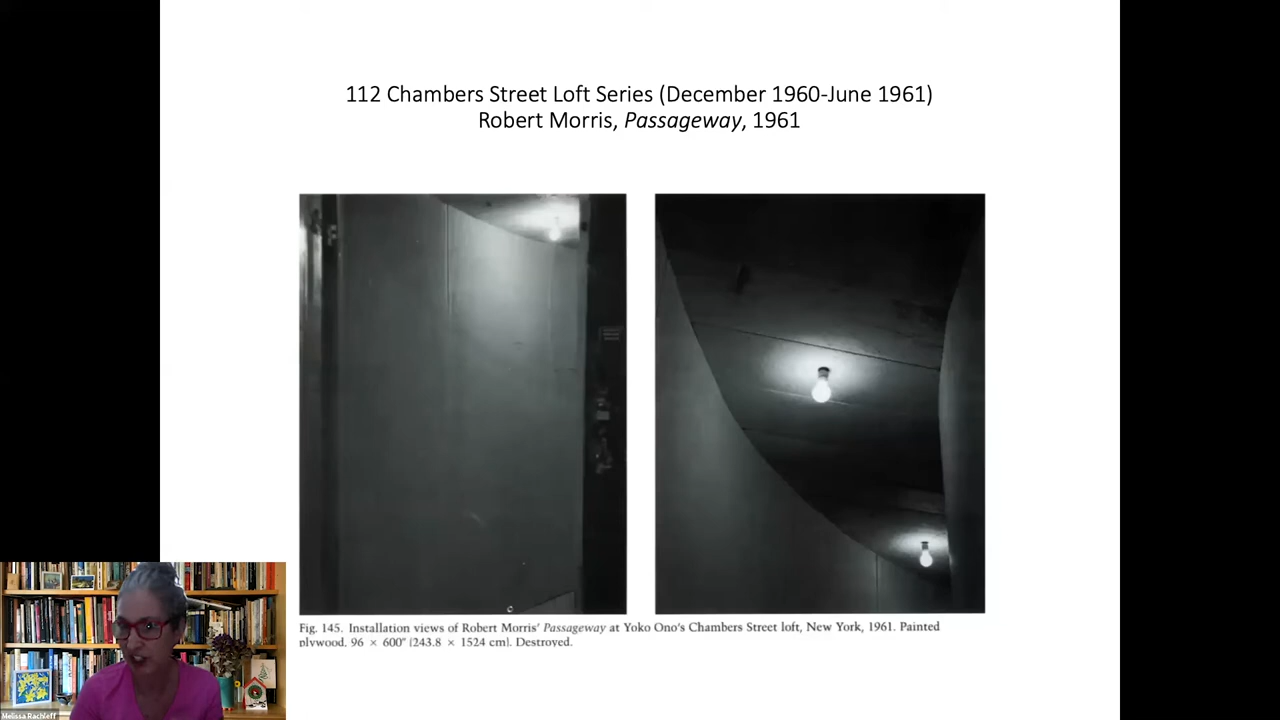 112 Chambers Street Loft Series (December 1960-June 1961)
Robert Morris, Passageway, 1961
Fig. 145. Installation views of Robert Morris' Passageway at Yoko Ono's Chambers Street loft, New York, 1961. Painted
plywood. 96 × 600" (243.8 × 1524 cm). Destroyed.
Melissa Rachleff